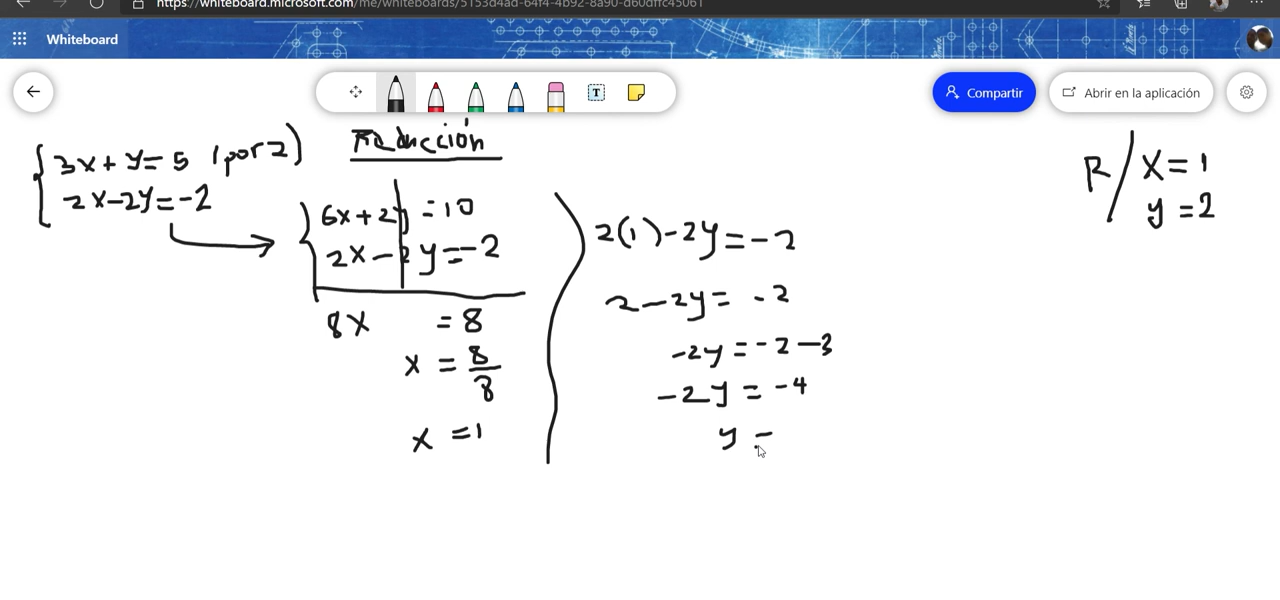 https://whiteboard.microsoft.com/me/whiteboards/5153d4ad-64f4-4b92-8a90-d60dffc45061
Whiteboard
T
Compartir
Abrir en la aplicación
Reducción
3x + y = 5 (por 2)
2x - 2y = -2
6x + 2y = 10
2x - 2y = -2
8x = 8
x = 8/8
x = 1
2(1) - 2y = -2
2 - 2y = -2
-2y = -2 - 3
-2y = -4
y =
R/ x = 1
y = 2